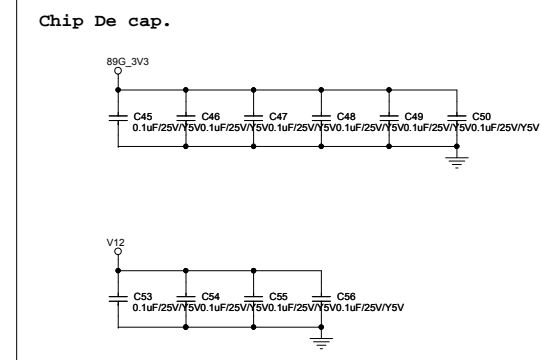 Chip De cap.
89G_3V3
C45 C46 C47 C48 C49 C50
0.1uF/25V/Y5V0.1uF/25V/Y5V0.1uF/25V/Y5V0.1uF/25V/Y5V0.1uF/25V/Y5V0.1uF/25V/Y5V
V12
C53 C54 C55 C56
0.1uF/25V/Y5V0.1uF/25V/Y5V0.1uF/25V/Y5V0.1uF/25V/Y5V